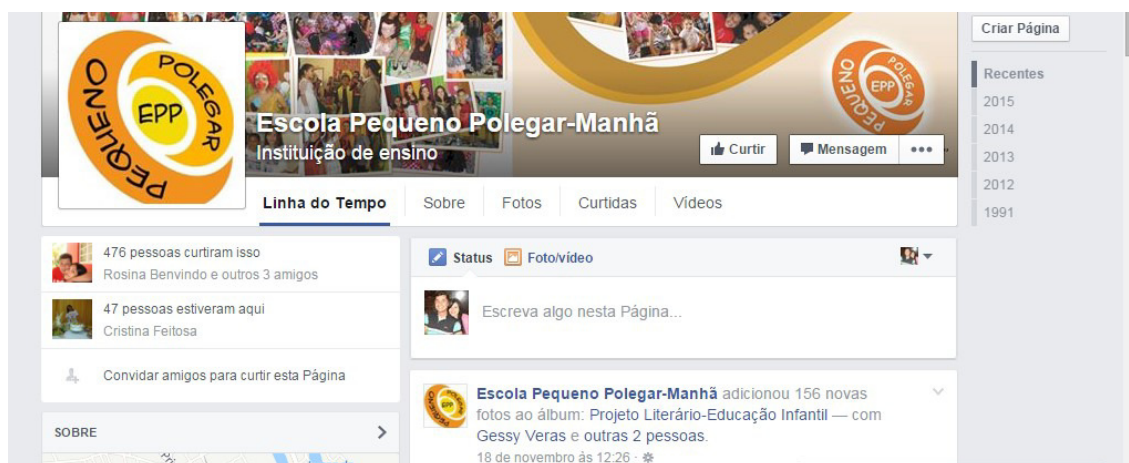 PEQUENO POLEGAR
EPP
PEQUENO POLEGAR
EPP
Escola Pequeno Polegar-Manhã
Instituição de ensino
Curtir
Mensagem
Linha do Tempo
Sobre
Fotos
Curtidas
Vídeos
Criar Página
Recentes
2015
2014
2013
2012
1991
476 pessoas curtiram isso
Rosina Benvindo e outros 3 amigos
47 pessoas estiveram aqui
Cristina Feitosa
Convidar amigos para curtir esta Página
SOBRE
Status
Foto/vídeo
Escreva algo nesta Página...
Escola Pequeno Polegar-Manhã adicionou 156 novas
fotos ao álbum: Projeto Literário-Educação Infantil — com
Gessy Veras e outras 2 pessoas.
18 de novembro às 12:26 ·